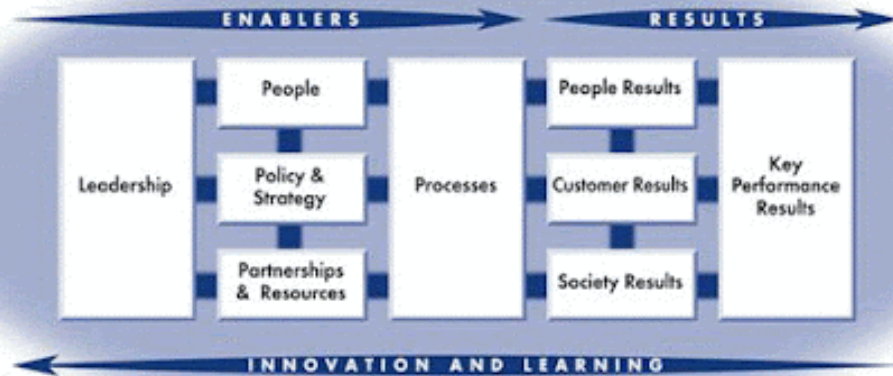 ENABLERS
RESULTS
Leadership
People
Policy &
Strategy
Partnerships
& Resources
Processes
People Results
Customer Results
Society Results
Key
Performance
Results
INNOVATION AND LEARNING